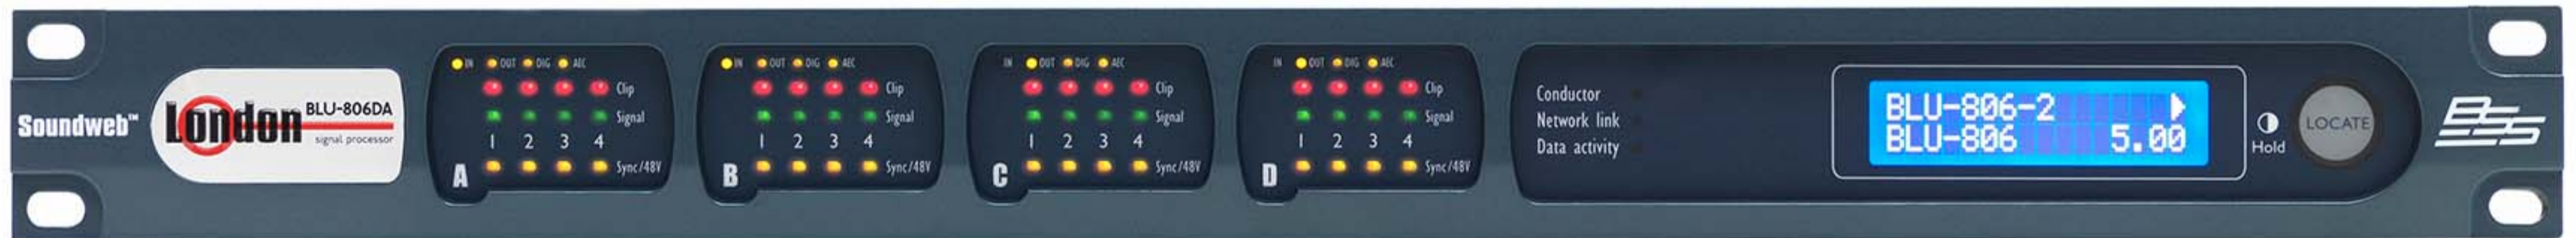 Soundweb™
London
BLU-806DA
signal processor
IN OUT DIG AEC
Clip
Signal
1 2 3 4
Sync/48V
A
IN OUT DIG AEC
Clip
Signal
1 2 3 4
Sync/48V
B
IN OUT DIG AEC
Clip
Signal
1 2 3 4
Sync/48V
C
IN OUT DIG AEC
Clip
Signal
1 2 3 4
Sync/48V
D
Conductor
Network link
Data activity
BLU-806-2
BLU-806 5.00
Hold
LOCATE
BSS